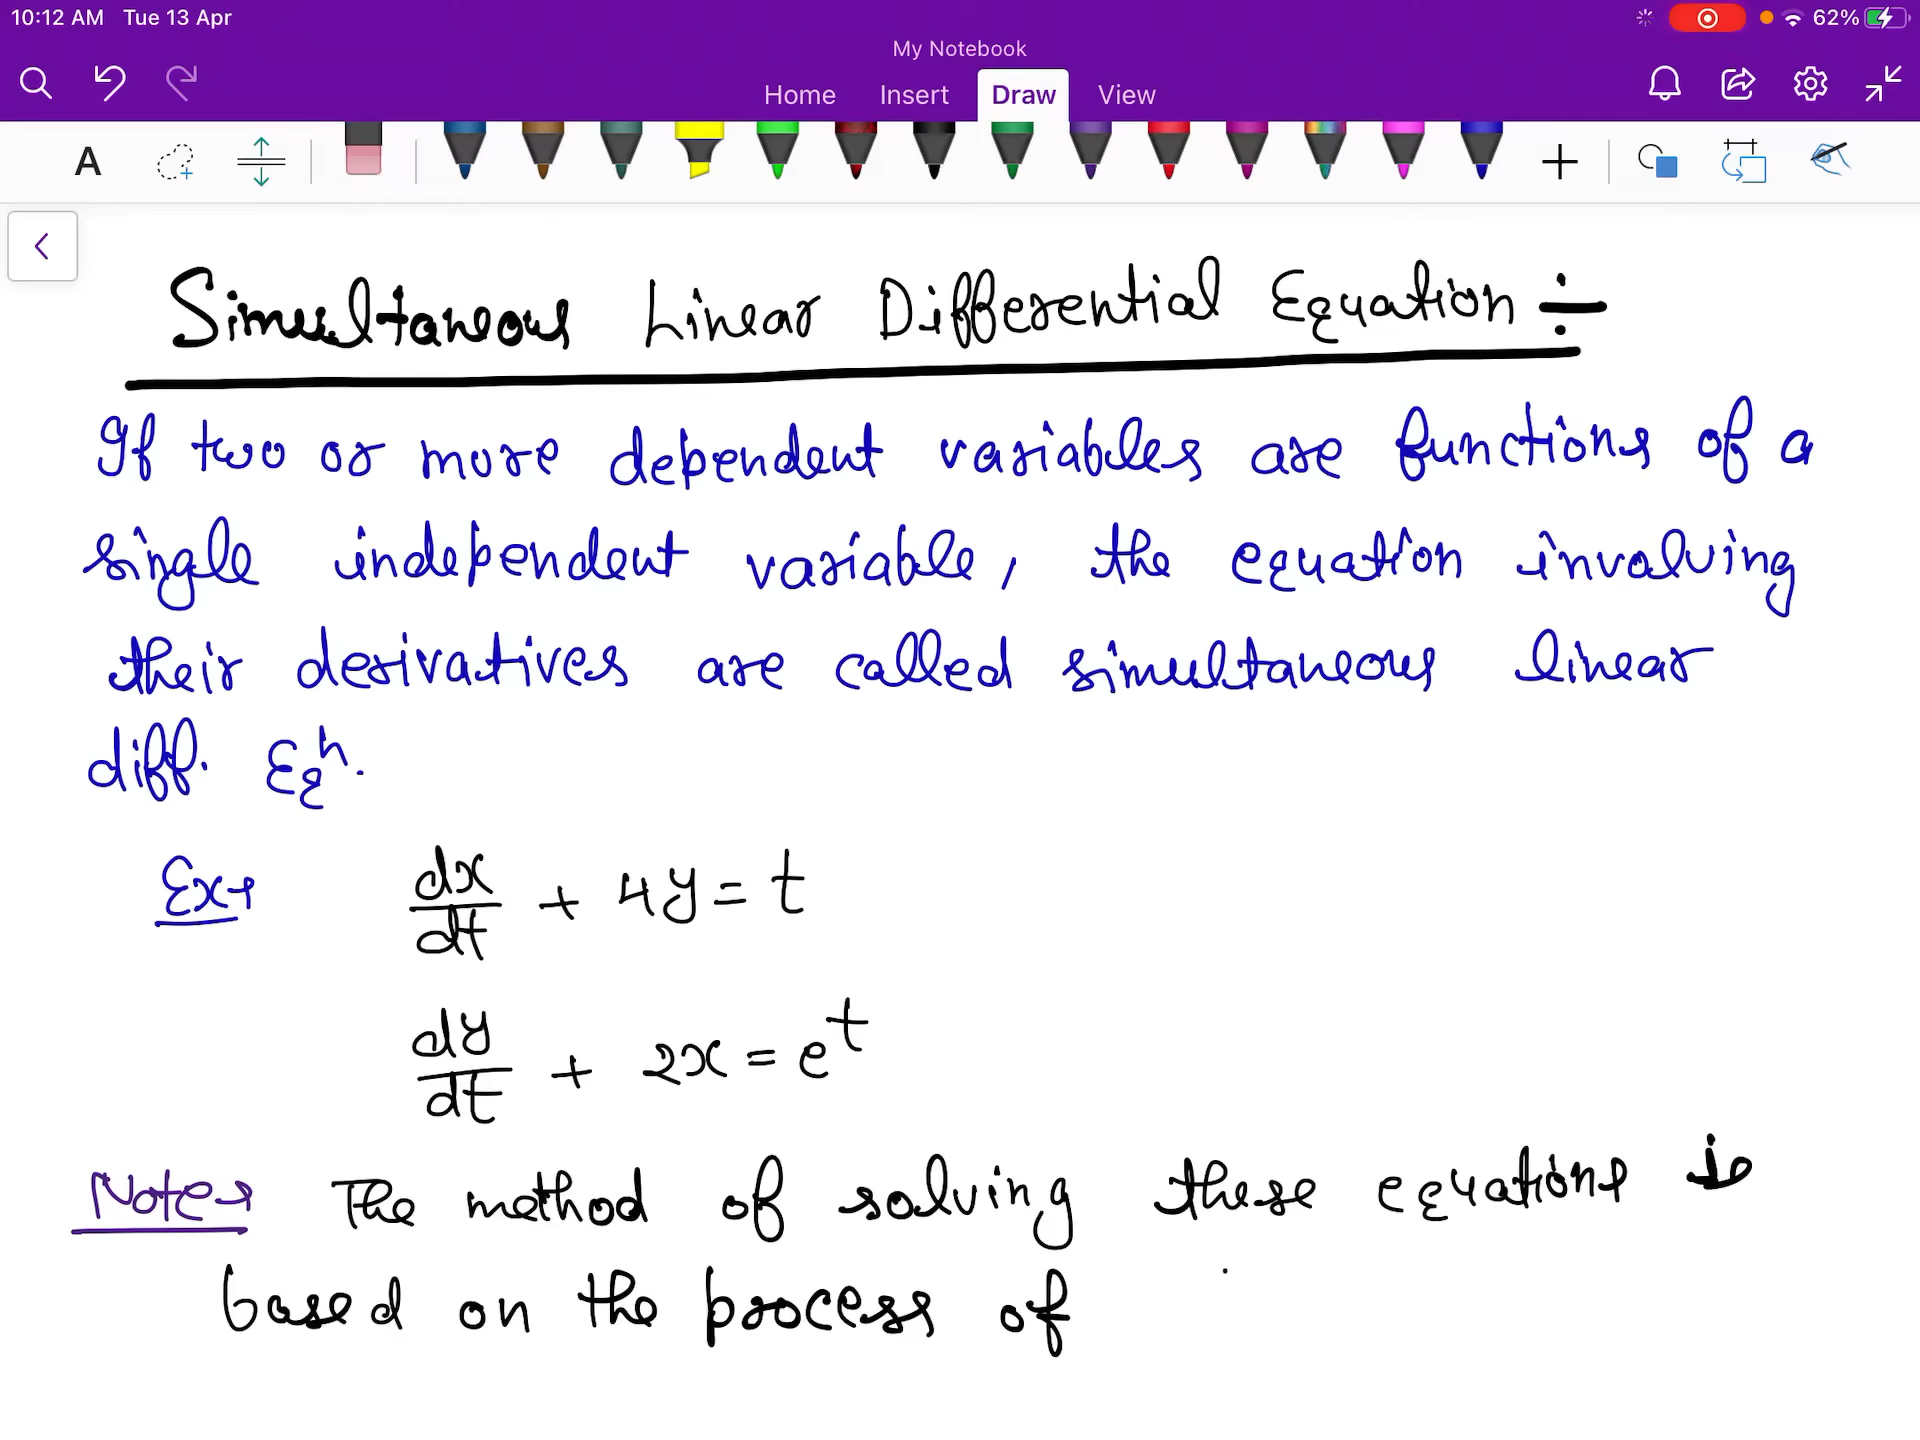 10:12 AM Tue 13 Apr
62%
My Notebook
Home Insert Draw View
A
Simultaneous Linear Differential Equation ÷
If two or more dependent variables are functions of a
single independent variable, the equation involving
their derivatives are called simultaneous linear
diff. Eqⁿ.
Ex→ dx/dt + 4y = t
dy/dt + 2x = e^t
Note→ The method of solving these equations is
based on the process of